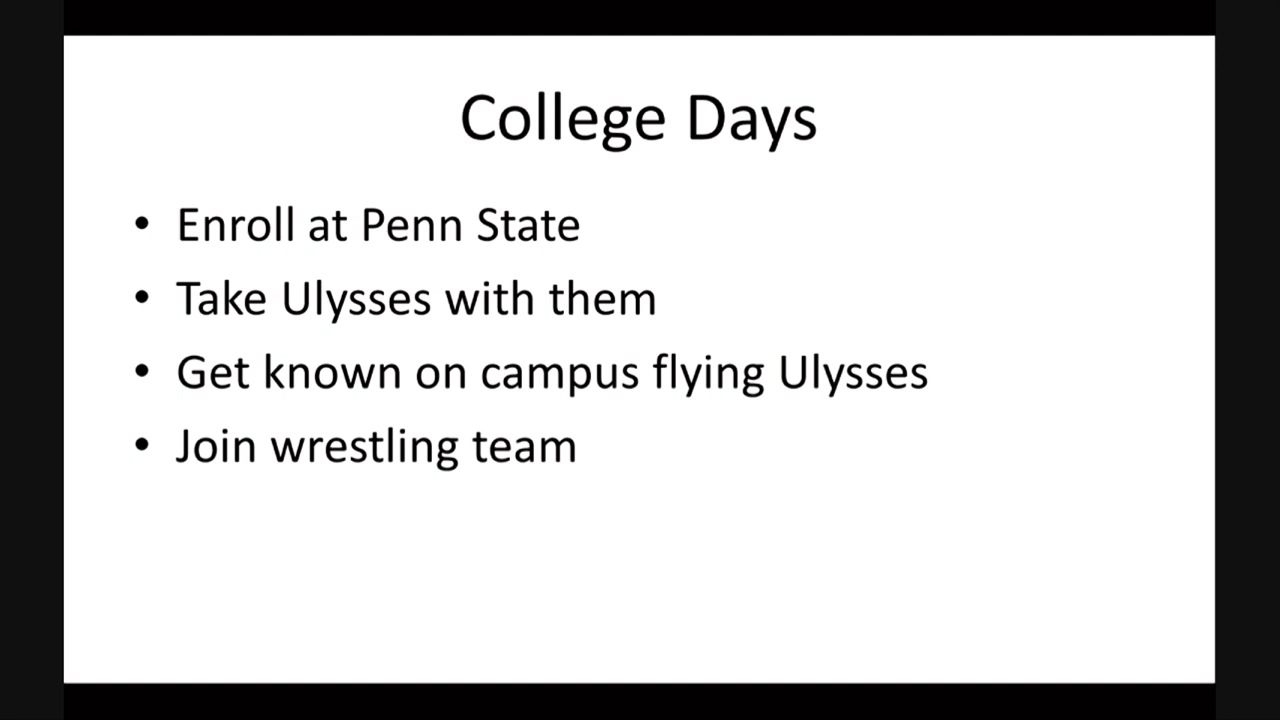 College Days
• Enroll at Penn State
• Take Ulysses with them
• Get known on campus flying Ulysses
• Join wrestling team